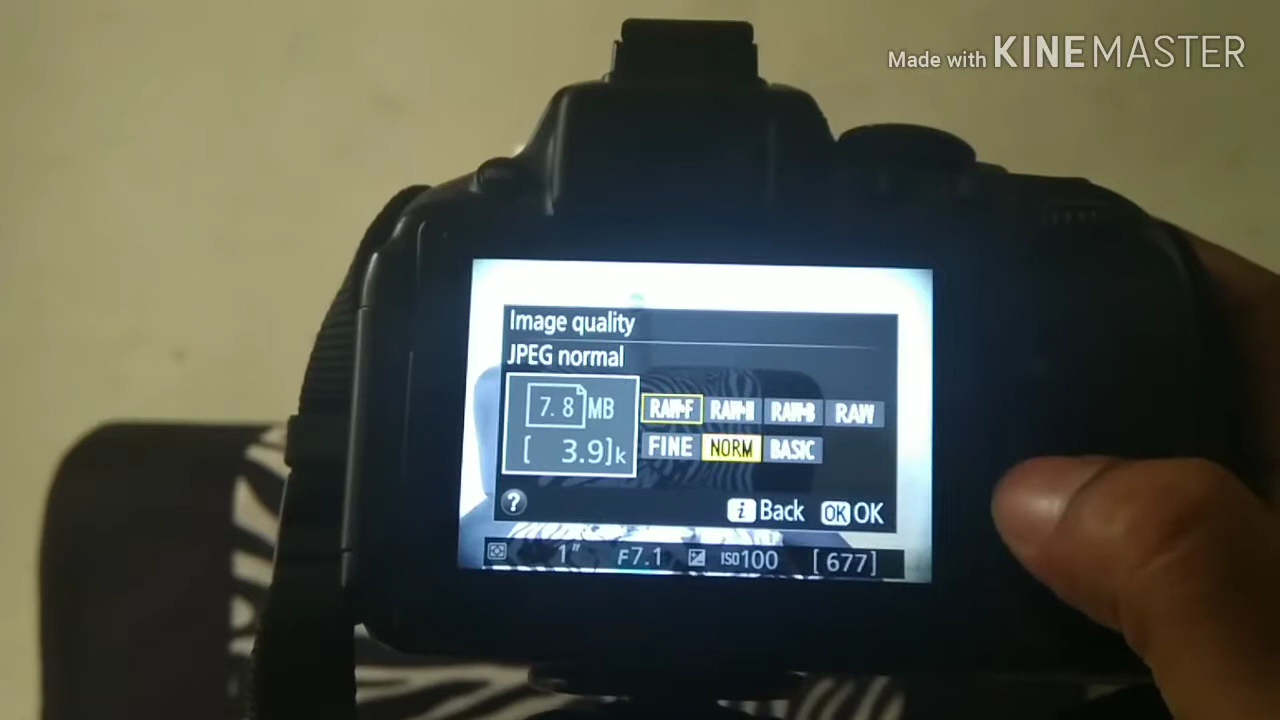 Made with KINEMASTER
Image quality
JPEG normal
7.8 MB
[ 3.9]k
RAW+F RAW+N RAW+B RAW
FINE NORM BASIC
? i Back OK OK
1" F7.1 ISO100 [677]